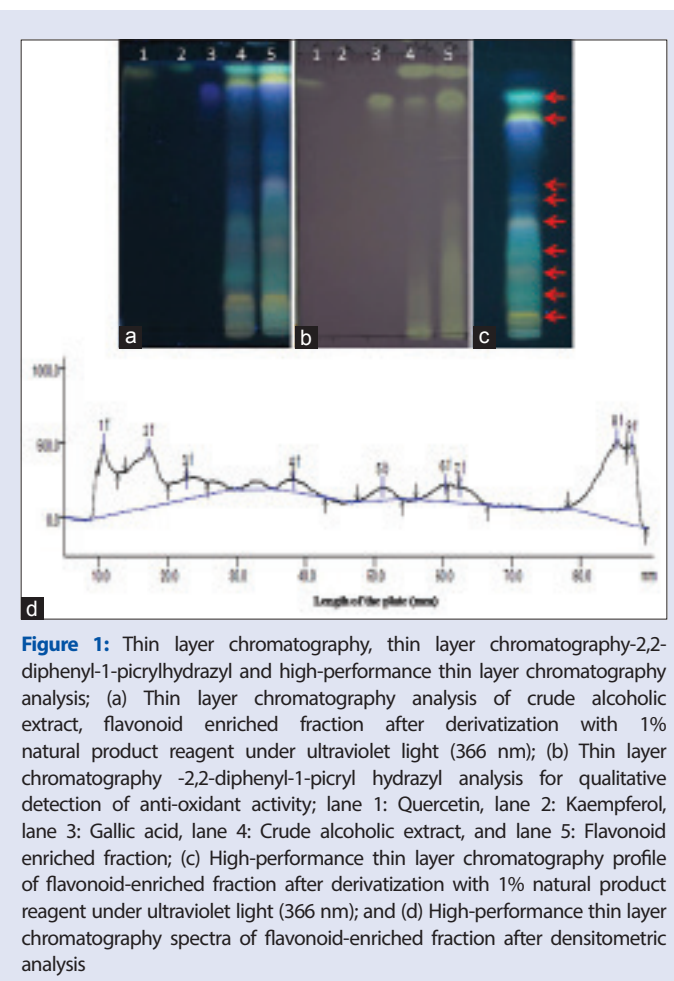 1 2 3 4 5
1 2 3 4 5
a
b
c
d
Length of the plate (mm)
Figure 1: Thin layer chromatography, thin layer chromatography-2,2-
diphenyl-1-picrylhydrazyl and high-performance thin layer chromatography
analysis; (a) Thin layer chromatography analysis of crude alcoholic
extract, flavonoid enriched fraction after derivatization with 1%
natural product reagent under ultraviolet light (366 nm); (b) Thin layer
chromatography -2,2-diphenyl-1-picryl hydrazyl analysis for qualitative
detection of anti-oxidant activity; lane 1: Quercetin, lane 2: Kaempferol,
lane 3: Gallic acid, lane 4: Crude alcoholic extract, and lane 5: Flavonoid
enriched fraction; (c) High-performance thin layer chromatography profile
of flavonoid-enriched fraction after derivatization with 1% natural product
reagent under ultraviolet light (366 nm); and (d) High-performance thin layer
chromatography spectra of flavonoid-enriched fraction after densitometric
analysis